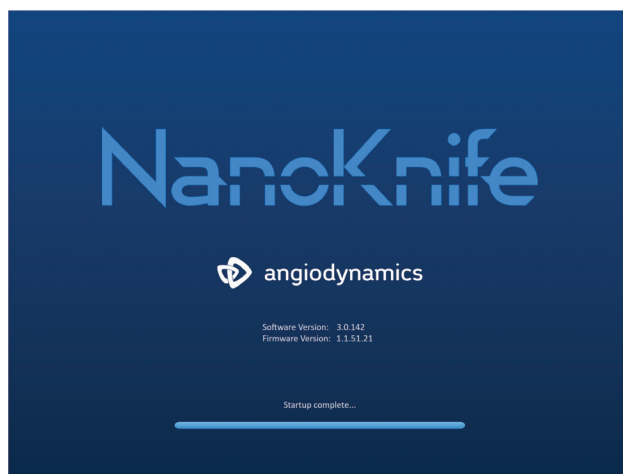 NanoKnife
angiodynamics
Software Version: 3.0.142
Firmware Version: 1.1.51.21
Startup complete...